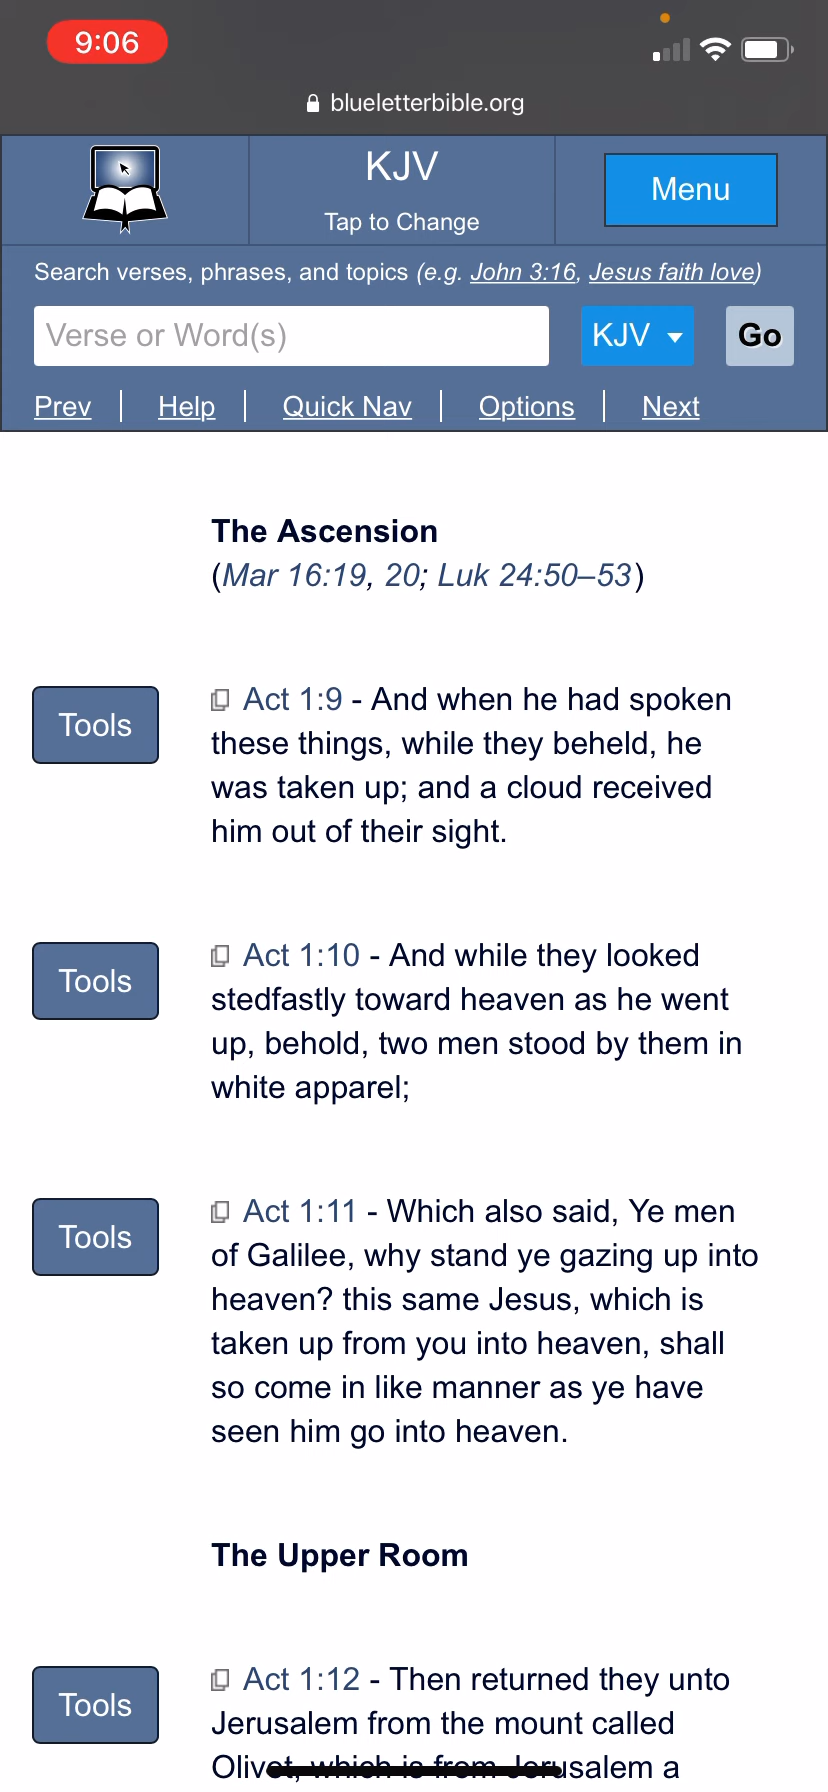 9:06
blueletterbible.org
KJV
Tap to Change
Menu
Search verses, phrases, and topics (e.g. John 3:16, Jesus faith love)
Verse or Word(s)
KJV
Go
Prev | Help | Quick Nav | Options | Next
The Ascension
(Mar 16:19, 20; Luk 24:50–53)
Tools
Act 1:9 - And when he had spoken
these things, while they beheld, he
was taken up; and a cloud received
him out of their sight.
Tools
Act 1:10 - And while they looked
stedfastly toward heaven as he went
up, behold, two men stood by them in
white apparel;
Tools
Act 1:11 - Which also said, Ye men
of Galilee, why stand ye gazing up into
heaven? this same Jesus, which is
taken up from you into heaven, shall
so come in like manner as ye have
seen him go into heaven.
The Upper Room
Tools
Act 1:12 - Then returned they unto
Jerusalem from the mount called
Olivet, which is from Jerusalem a